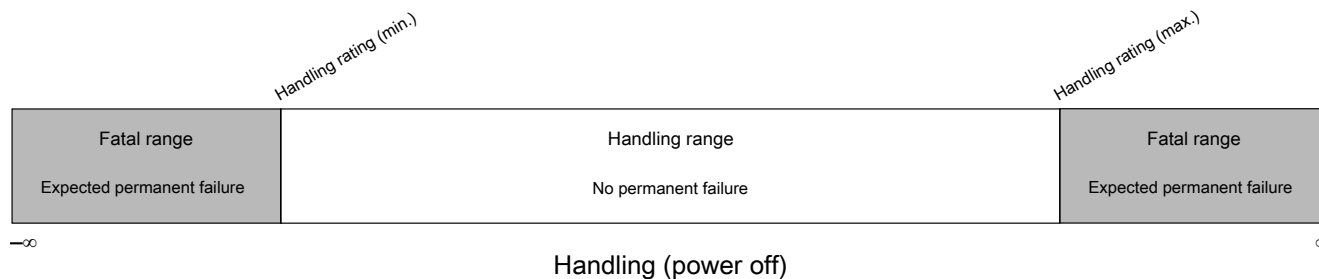 Handling rating (min.)
Handling rating (max.)
Fatal range
Handling range
Fatal range
Expected permanent failure
No permanent failure
Expected permanent failure
–∞
Handling (power off)